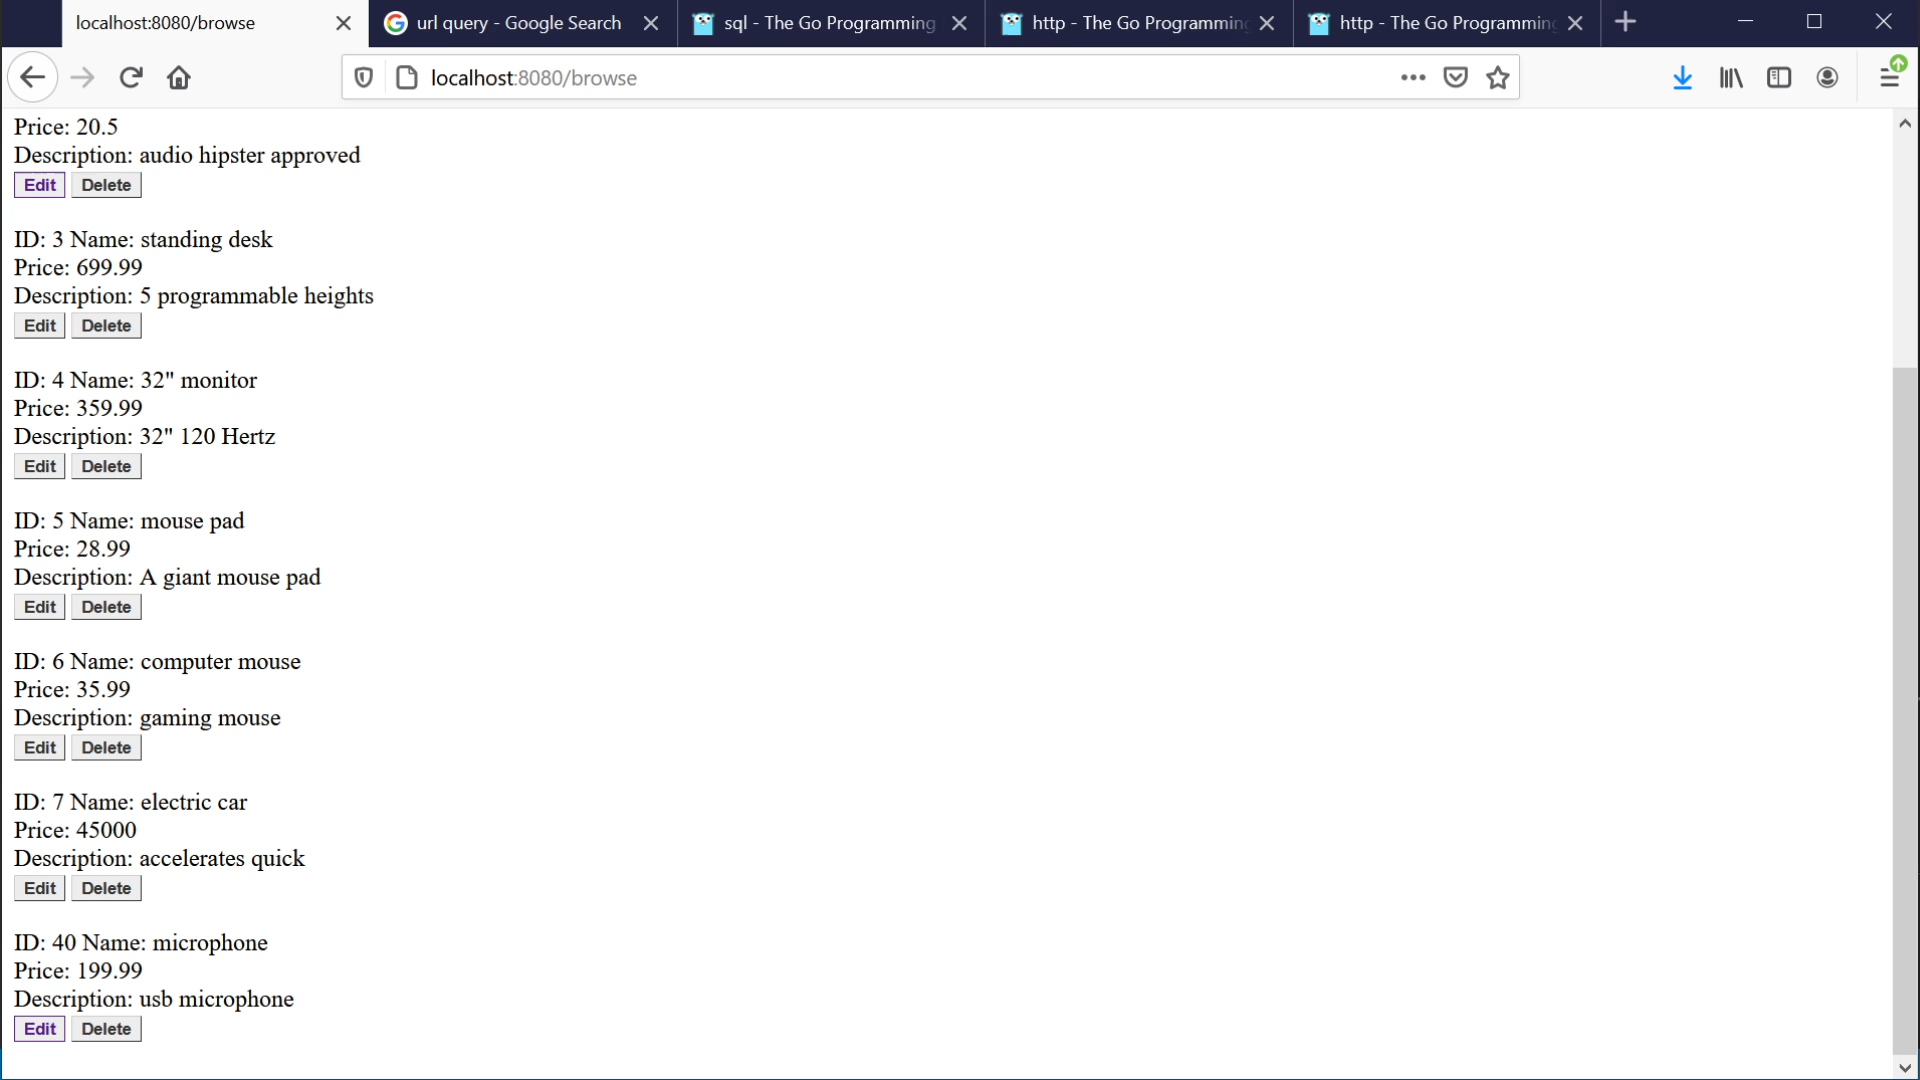 localhost:8080/browse
url query - Google Search
sql - The Go Programming
http - The Go Programming
http - The Go Programming
localhost:8080/browse
Price: 20.5
Description: audio hipster approved
Edit Delete
ID: 3 Name: standing desk
Price: 699.99
Description: 5 programmable heights
Edit Delete
ID: 4 Name: 32" monitor
Price: 359.99
Description: 32" 120 Hertz
Edit Delete
ID: 5 Name: mouse pad
Price: 28.99
Description: A giant mouse pad
Edit Delete
ID: 6 Name: computer mouse
Price: 35.99
Description: gaming mouse
Edit Delete
ID: 7 Name: electric car
Price: 45000
Description: accelerates quick
Edit Delete
ID: 40 Name: microphone
Price: 199.99
Description: usb microphone
Edit Delete